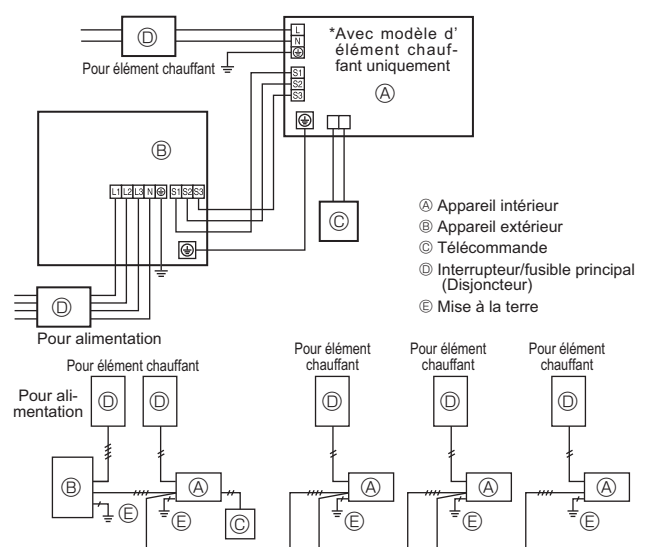 Ⓓ
Pour élément chauffant
L
N
*Avec modèle d'
élément chauf-
fant uniquement
Ⓐ
S1
S2
S3
Ⓑ
L1 L2 L3 N S1 S2 S3
Ⓒ
Ⓓ
Pour alimentation
Ⓐ Appareil intérieur
Ⓑ Appareil extérieur
Ⓒ Télécommande
Ⓓ Interrupteur/fusible principal
(Disjoncteur)
Ⓔ Mise à la terre
Pour élément chauffant
Pour ali-
mentation
Ⓓ Ⓓ
Ⓑ Ⓔ Ⓐ
Ⓔ Ⓒ
Pour élément
chauffant
Ⓓ
Ⓐ
Ⓔ
Pour élément
chauffant
Ⓓ
Ⓐ
Ⓔ
Pour élément
chauffant
Ⓓ
Ⓐ
Ⓔ